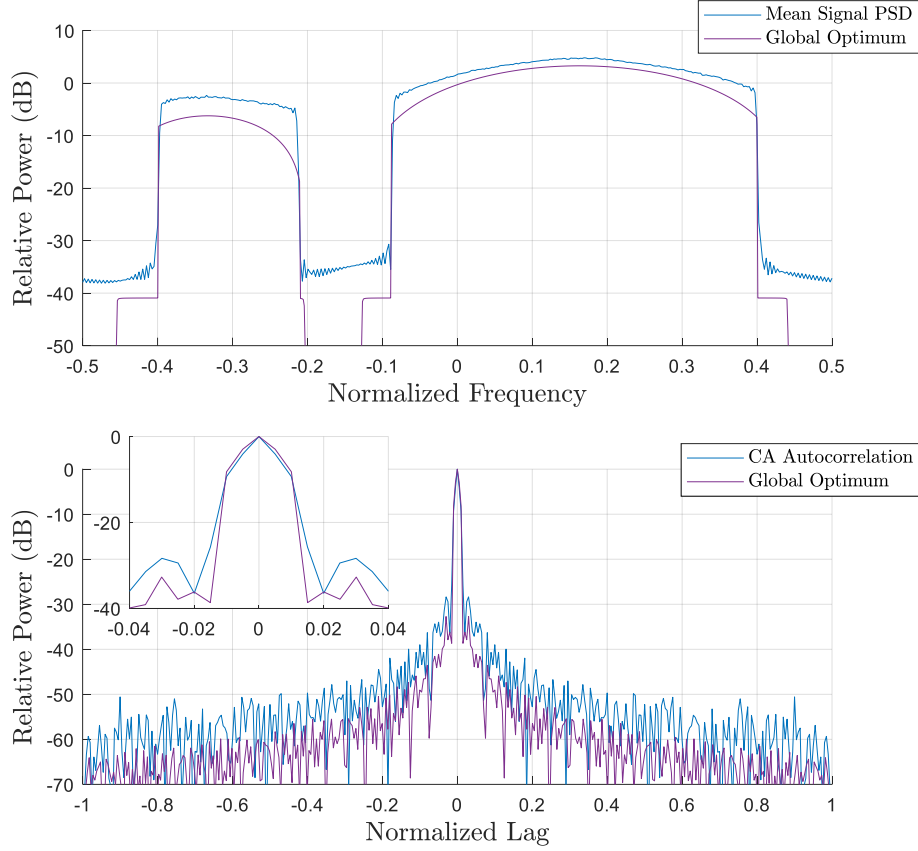 Mean Signal PSD
Global Optimum
10
0
-10
-20
-30
-40
-50
Relative Power (dB)
-0.5 -0.4 -0.3 -0.2 -0.1 0 0.1 0.2 0.3 0.4 0.5
Normalized Frequency
CA Autocorrelation
Global Optimum
0
-20
-40
-0.04 -0.02 0 0.02 0.04
0
-10
-20
-30
-40
-50
-60
-70
Relative Power (dB)
-1 -0.8 -0.6 -0.4 -0.2 0 0.2 0.4 0.6 0.8 1
Normalized Lag